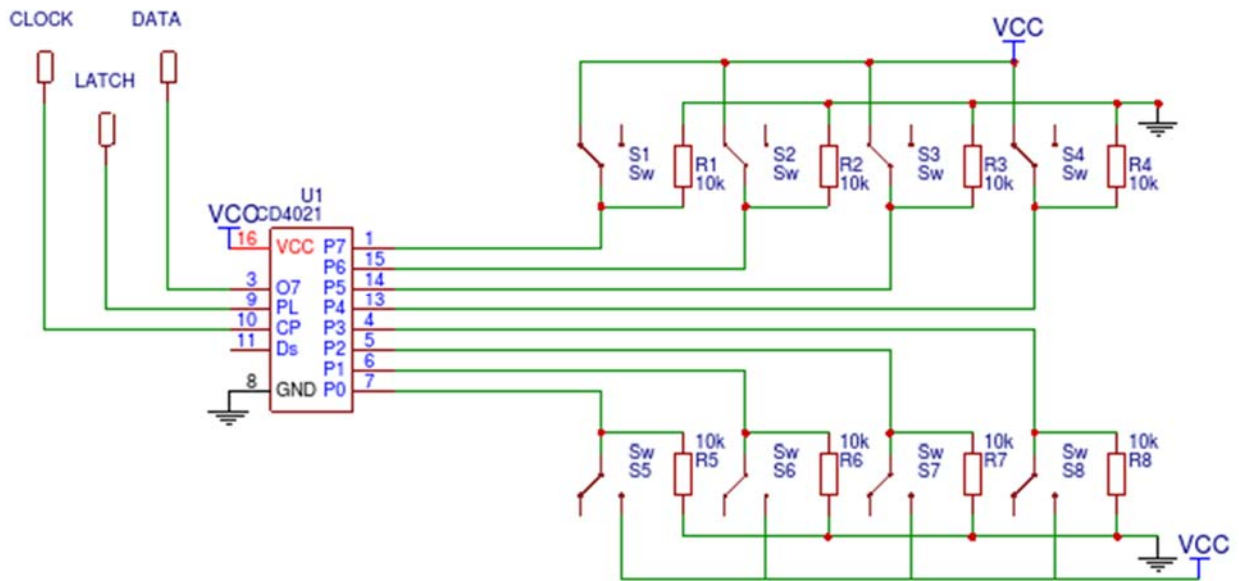 CLOCK
DATA
LATCH
VCC
S1
Sw
R1
10k
S2
Sw
R2
10k
S3
Sw
R3
10k
S4
Sw
R4
10k
U1
VCC
CD4021
16 VCC P7 1
P6 15
3 O7 P5 14
9 PL P4 13
10 CP P3 4
11 Ds P2 5
P1 6
8 GND P0 7
Sw
S5
10k
R5
Sw
S6
10k
R6
Sw
S7
10k
R7
Sw
S8
10k
R8
VCC